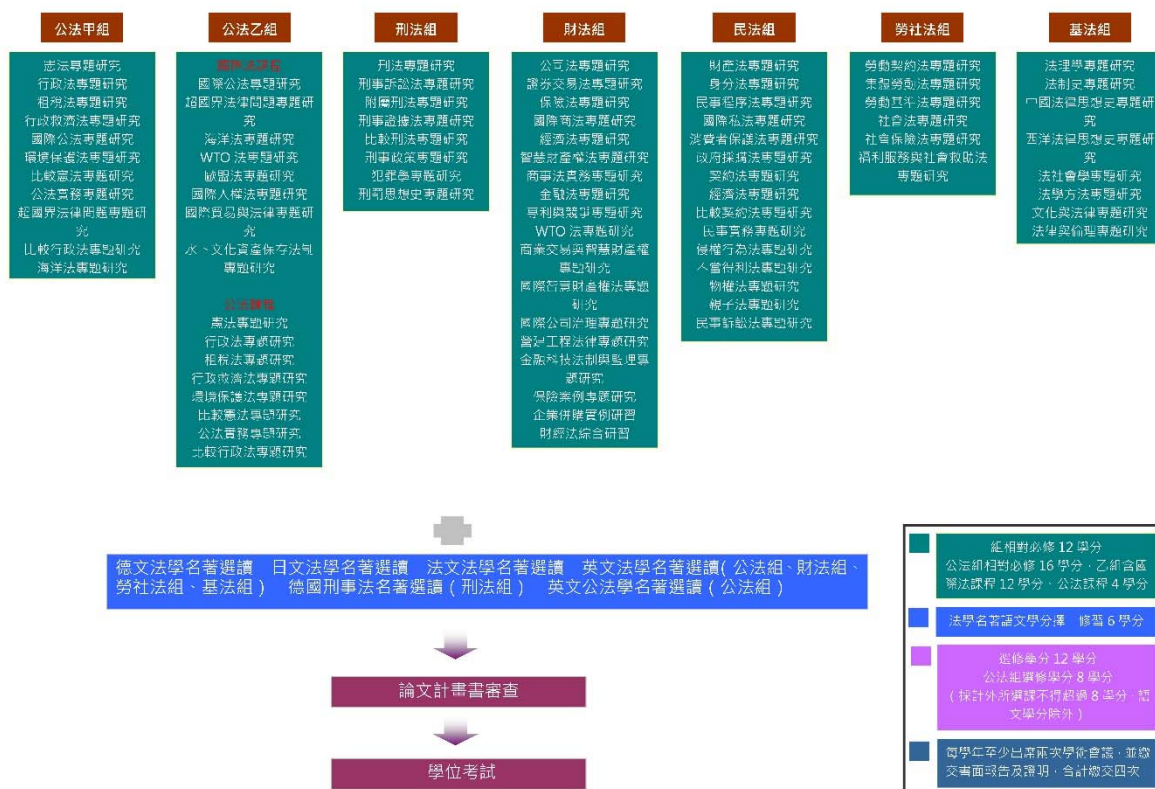 公法甲組
憲法專題研究
行政法專題研究
租稅法專題研究
行政救濟法專題研究
國際公法專題研究
環境保護法專題研究
比較憲法專題研究
公法實務專題研究
超國界法律問題專題研
究
比較行政法專題研究
海洋法專題研究
公法乙組
國際法課程
國際公法專題研究
超國界法律問題專題研
究
海洋法專題研究
WTO 法專題研究
歐盟法專題研究
國際人權法專題研究
國際貿易與法律專題研
究
水、文化資產保存法制
專題研究
公法課程
憲法專題研究
行政法專題研究
租稅法專題研究
行政救濟法專題研究
環境保護法專題研究
比較憲法專題研究
公法實務專題研究
比較行政法專題研究
刑法組
刑法專題研究
刑事訴訟法專題研究
附屬刑法專題研究
刑事證據法專題研究
比較刑法專題研究
刑事政策專題研究
犯罪學專題研究
刑罰思想史專題研究
財法組
公司法專題研究
證券交易法專題研究
保險法專題研究
國際商法專題研究
經濟法專題研究
智慧財產權法專題研究
商事法實務專題研究
金融法專題研究
專利與競爭專題研究
WTO 法專題研究
商業交易與智慧財產權
專題研究
國際智慧財產權法專題
研究
國際公司治理專題研究
營建工程法律專題研究
金融科技法制與監理專
題研究
保險案例專題研究
企業併購實例研習
財經法綜合研習
民法組
財產法專題研究
身分法專題研究
民事程序法專題研究
國際私法專題研究
消費者保護法專題研究
政府採購法專題研究
契約法專題研究
經濟法專題研究
比較契約法專題研究
民事實務專題研究
侵權行為法專題研究
不當得利法專題研究
物權法專題研究
親子法專題研究
民事訴訟法專題研究
勞社法組
勞動契約法專題研究
集體勞動法專題研究
勞動基準法專題研究
社會法專題研究
社會保險法專題研究
福利服務與社會救助法
專題研究
基法組
法理學專題研究
法制史專題研究
中國法律思想史專題研
究
西洋法律思想史專題研
究
法社會學專題研究
法學方法專題研究
文化與法律專題研究
法律與倫理專題研究
德文法學名著選讀 日文法學名著選讀 法文法學名著選讀 英文法學名著選讀(公法組、財法組、
勞社法組、基法組) 德國刑事法名著選讀(刑法組) 英文公法學名著選讀(公法組)
論文計畫書審查
學位考試
組相對必修 12 學分
公法組相對必修 16 學分,乙組含國
際法課程 12 學分,公法課程 4 學分
法學名著語文學分擇一修習 6 學分
選修學分 12 學分
公法組選修學分 8 學分
(採計外所選課不得超過 8 學分,語
文學分除外)
每學年至少出席兩次學術會議,並繳
交書面報告及證明,合計繳交四次